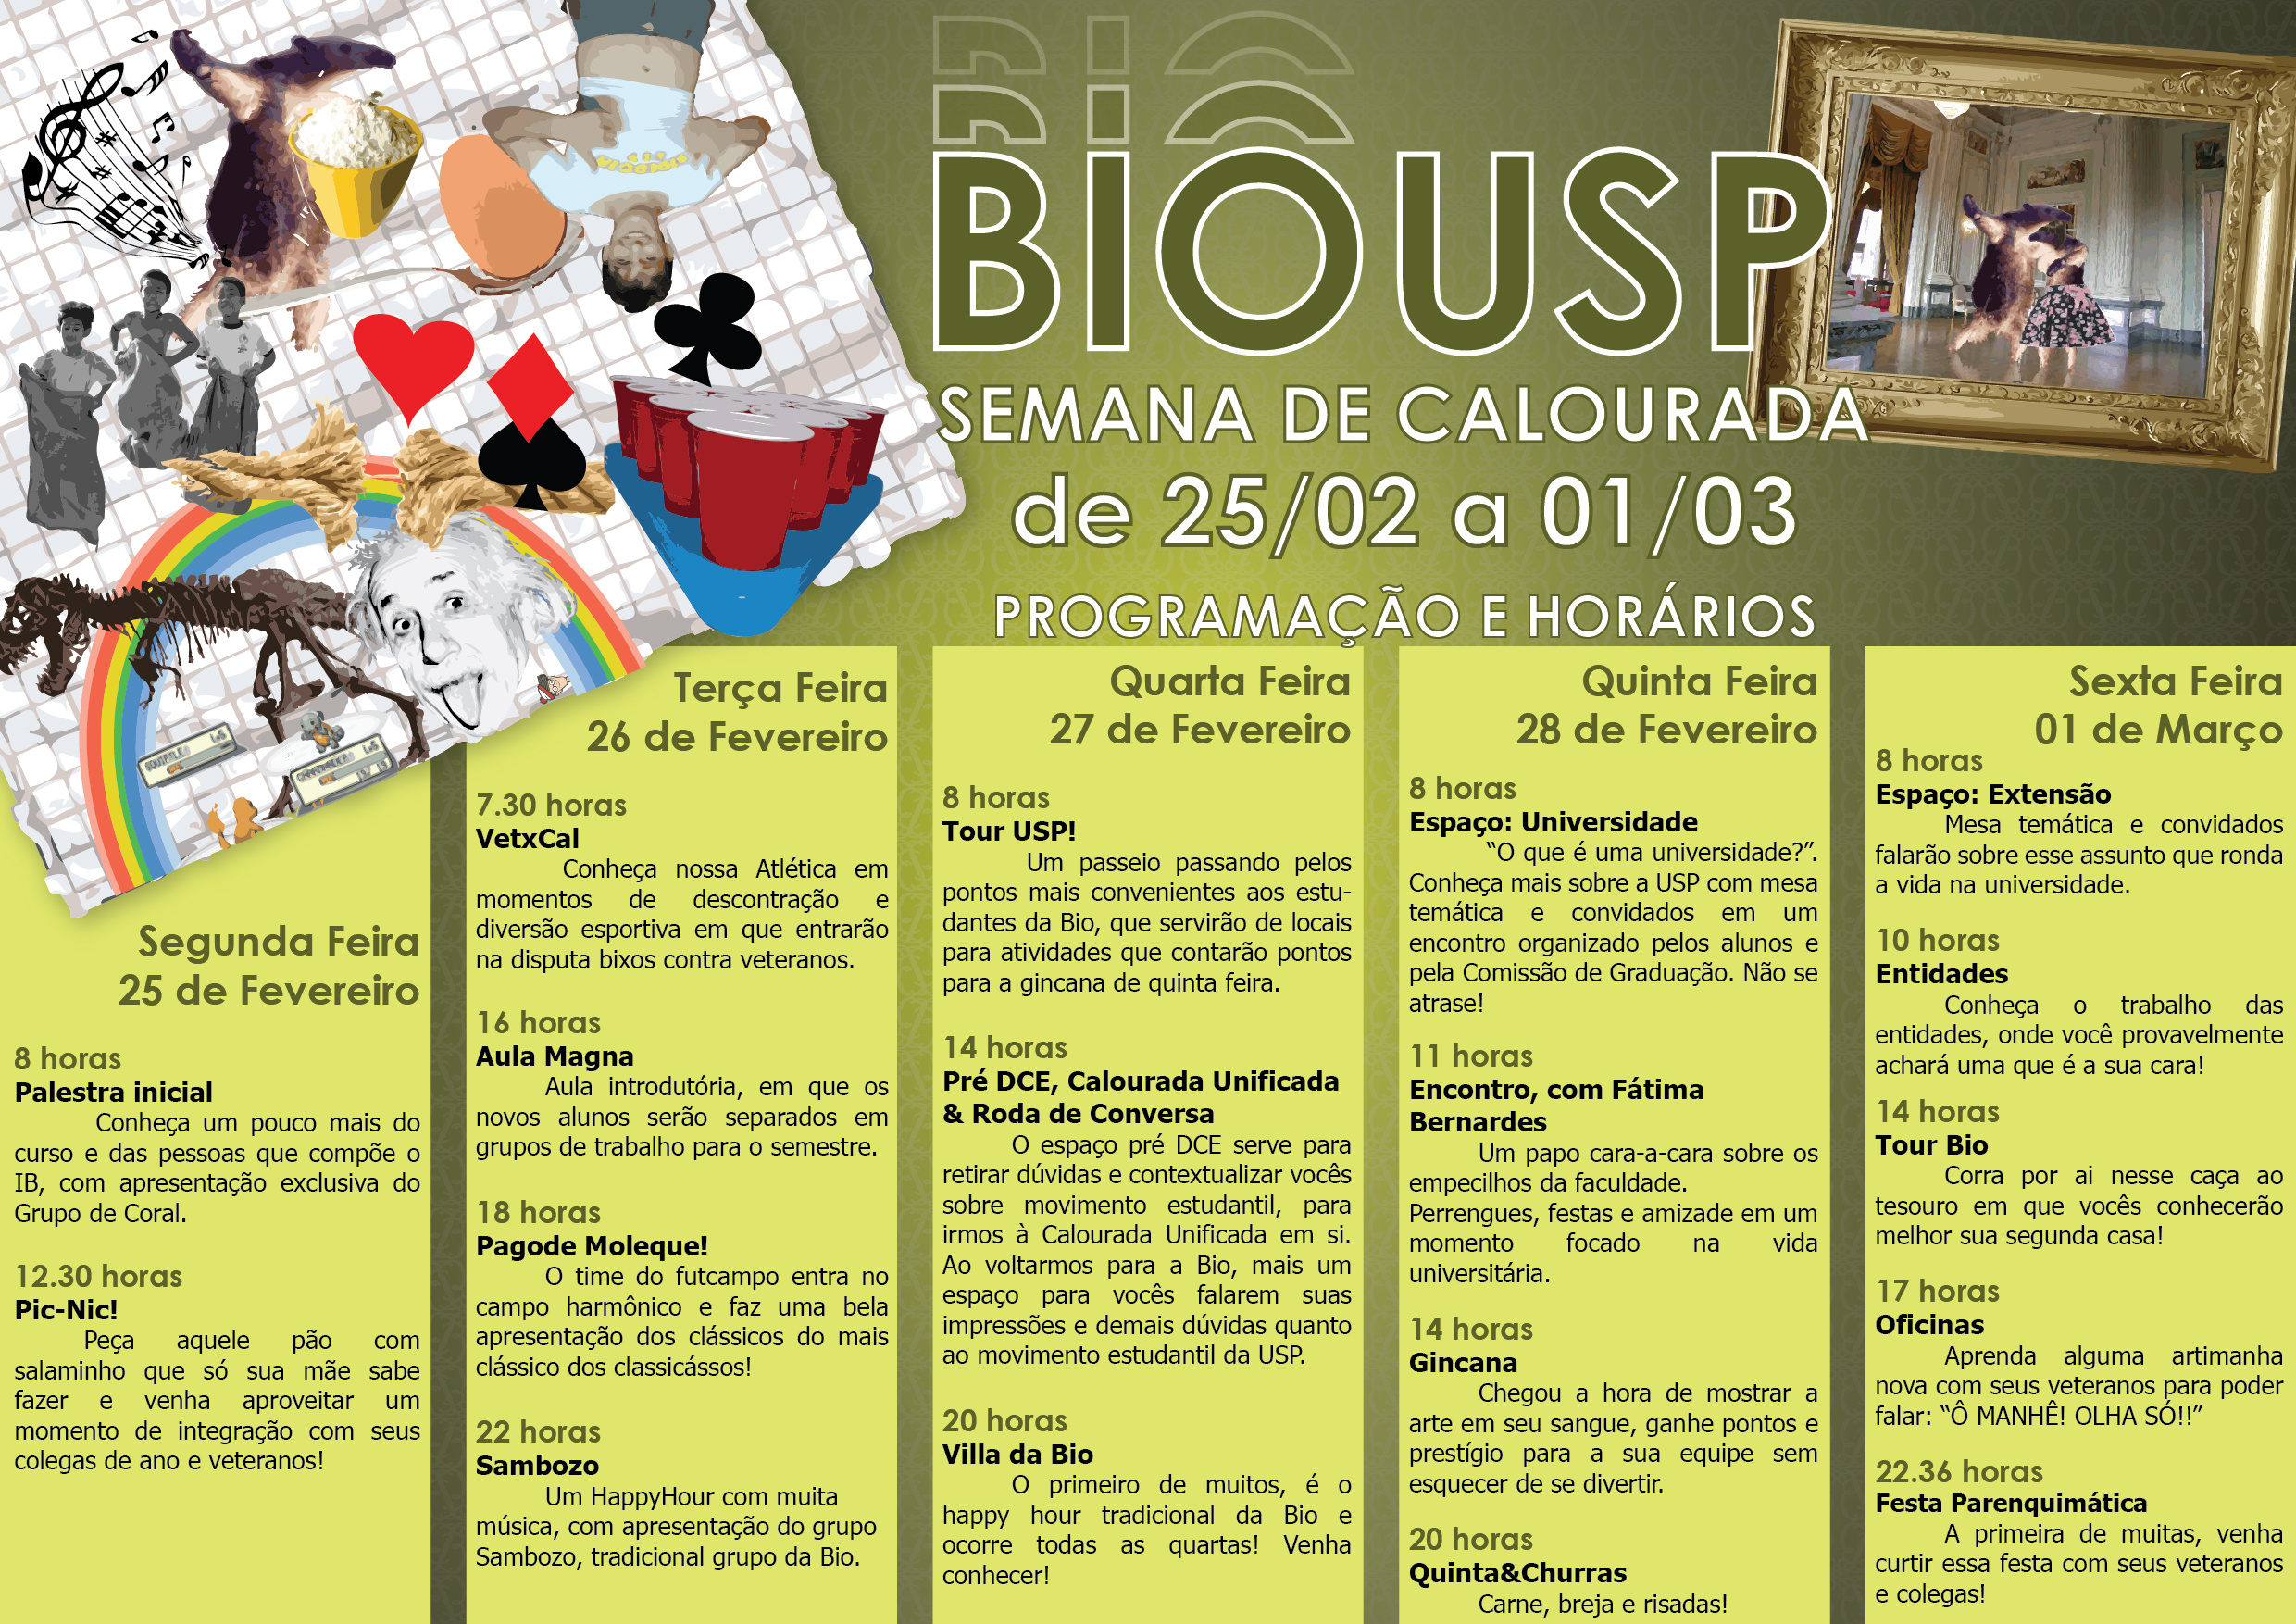 BIOUSP
SEMANA DE CALOURADA
de 25/02 a 01/03
PROGRAMAÇÃO E HORÁRIOS
Segunda Feira
25 de Fevereiro
8 horas
Palestra inicial
Conheça um pouco mais do
curso e das pessoas que compõe o
IB, com apresentação exclusiva do
Grupo de Coral.
12.30 horas
Pic-Nic!
Peça aquele pão com
salaminho que só sua mãe sabe
fazer e venha aproveitar um
momento de integração com seus
colegas de ano e veteranos!
Terça Feira
26 de Fevereiro
7.30 horas
VetxCal
Conheça nossa Atlética em
momentos de descontração e
diversão esportiva em que entrarão
na disputa bixos contra veteranos.
16 horas
Aula Magna
Aula introdutória, em que os
novos alunos serão separados em
grupos de trabalho para o semestre.
18 horas
Pagode Moleque!
O time do futcampo entra no
campo harmônico e faz uma bela
apresentação dos clássicos do mais
clássico dos classicássos!
22 horas
Sambozo
Um HappyHour com muita
música, com apresentação do grupo
Sambozo, tradicional grupo da Bio.
Quarta Feira
27 de Fevereiro
8 horas
Tour USP!
Um passeio passando pelos
pontos mais convenientes aos estu-
dantes da Bio, que servirão de locais
para atividades que contarão pontos
para a gincana de quinta feira.
14 horas
Pré DCE, Calourada Unificada
& Roda de Conversa
O espaço pré DCE serve para
retirar dúvidas e contextualizar vocês
sobre movimento estudantil, para
irmos à Calourada Unificada em si.
Ao voltarmos para a Bio, mais um
espaço para vocês falarem suas
impressões e demais dúvidas quanto
ao movimento estudantil da USP.
20 horas
Villa da Bio
O primeiro de muitos, é o
happy hour tradicional da Bio e
ocorre todas as quartas! Venha
conhecer!
Quinta Feira
28 de Fevereiro
8 horas
Espaço: Universidade
“O que é uma universidade?”.
Conheça mais sobre a USP com mesa
temática e convidados em um
encontro organizado pelos alunos e
pela Comissão de Graduação. Não se
atrase!
11 horas
Encontro, com Fátima
Bernardes
Um papo cara-a-cara sobre os
empecilhos da faculdade.
Perrengues, festas e amizade em um
momento focado na vida
universitária.
14 horas
Gincana
Chegou a hora de mostrar a
arte em seu sangue, ganhe pontos e
prestígio para a sua equipe sem
esquecer de se divertir.
20 horas
Quinta&Churras
Carne, breja e risadas!
Sexta Feira
01 de Março
8 horas
Espaço: Extensão
Mesa temática e convidados
falarão sobre esse assunto que ronda
a vida na universidade.
10 horas
Entidades
Conheça o trabalho das
entidades, onde você provavelmente
achará uma que é a sua cara!
14 horas
Tour Bio
Corra por ai nesse caça ao
tesouro em que vocês conhecerão
melhor sua segunda casa!
17 horas
Oficinas
Aprenda alguma artimanha
nova com seus veteranos para poder
falar: “Ô MANHÊ! OLHA SÓ!!”
22.36 horas
Festa Parenquimática
A primeira de muitas, venha
curtir essa festa com seus veteranos
e colegas!